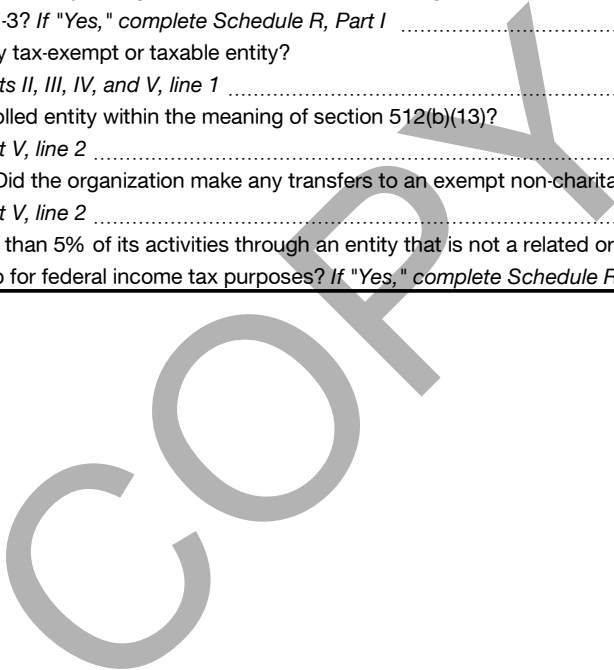 -3? If "Yes," complete Schedule R, Part I
y tax-exempt or taxable entity?
ts II, III, IV, and V, line 1
olled entity within the meaning of section 512(b)(13)?
t V, line 2
Did the organization make any transfers to an exempt non-charita
t V, line 2
than 5% of its activities through an entity that is not a related or
p for federal income tax purposes? If "Yes," complete Schedule R
COPY